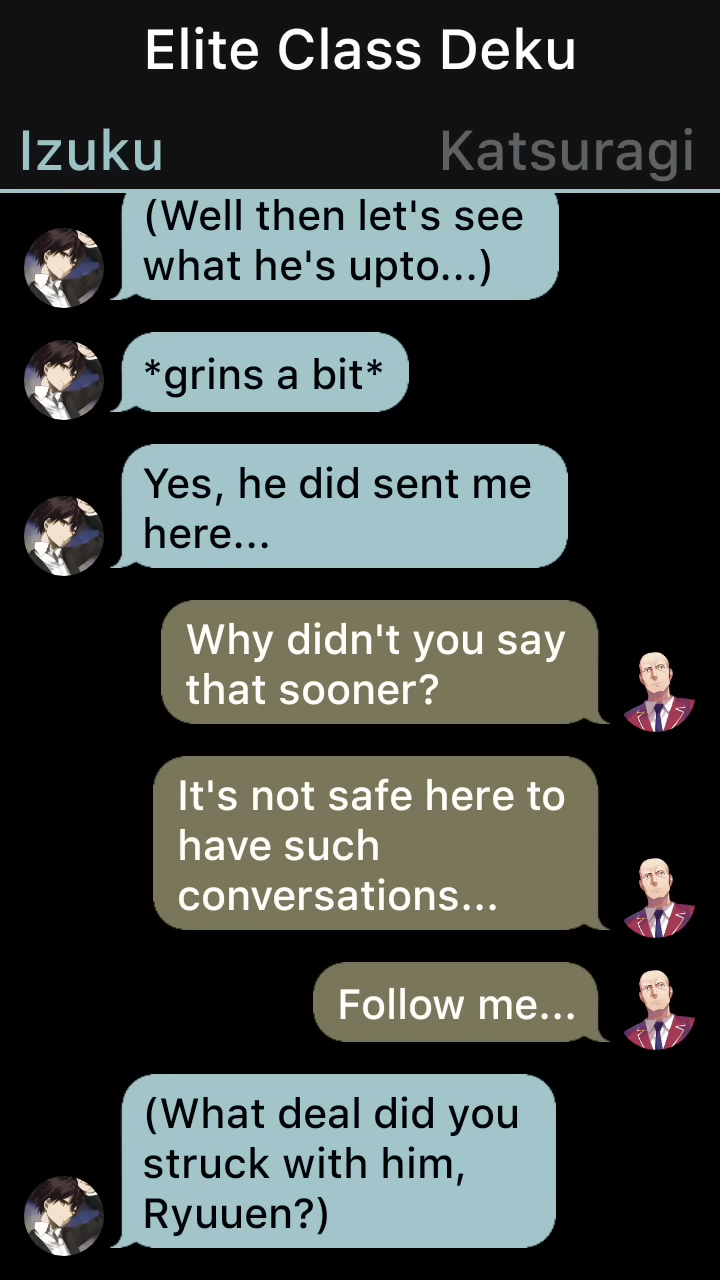 Elite Class Deku
Izuku
Katsuragi
(Well then let's see
what he's upto...)
*grins a bit*
Yes, he did sent me
here...
Why didn't you say
that sooner?
It's not safe here to
have such
conversations...
Follow me...
(What deal did you
struck with him,
Ryuuen?)